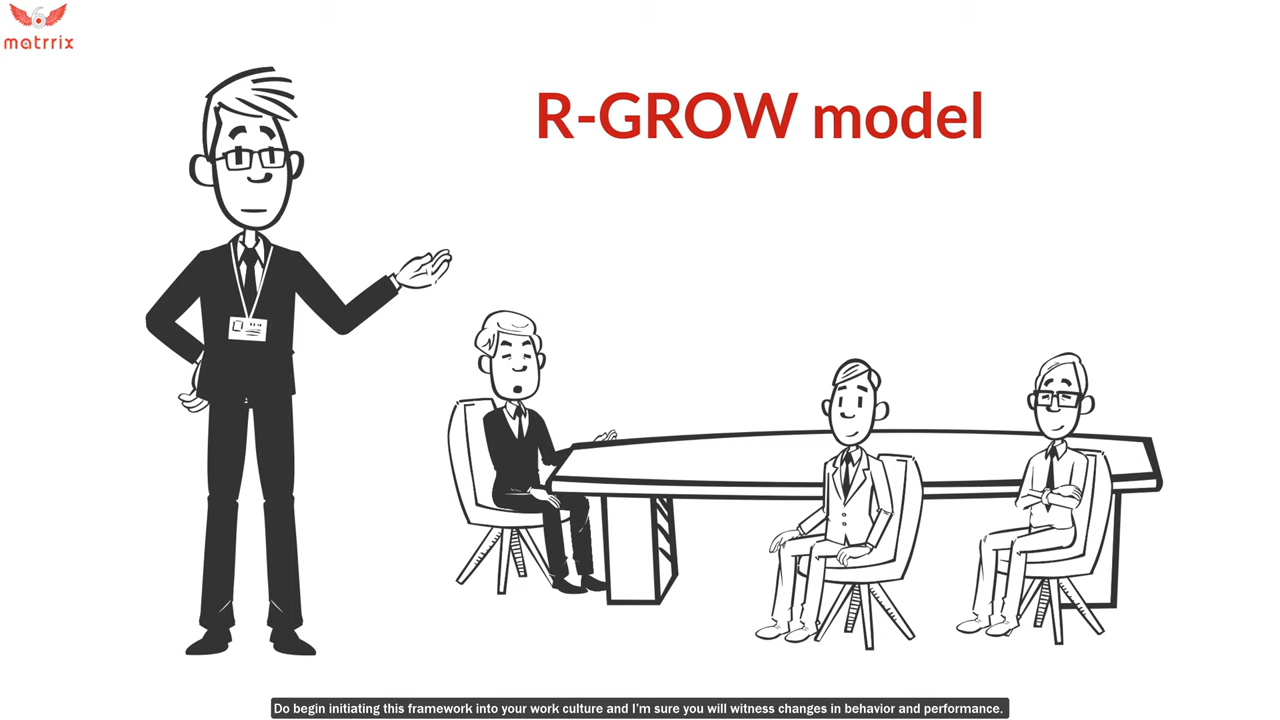 6
matrrix
R-GROW model
Do begin initiating this framework into your work culture and I'm sure you will witness changes in behavior and performance.